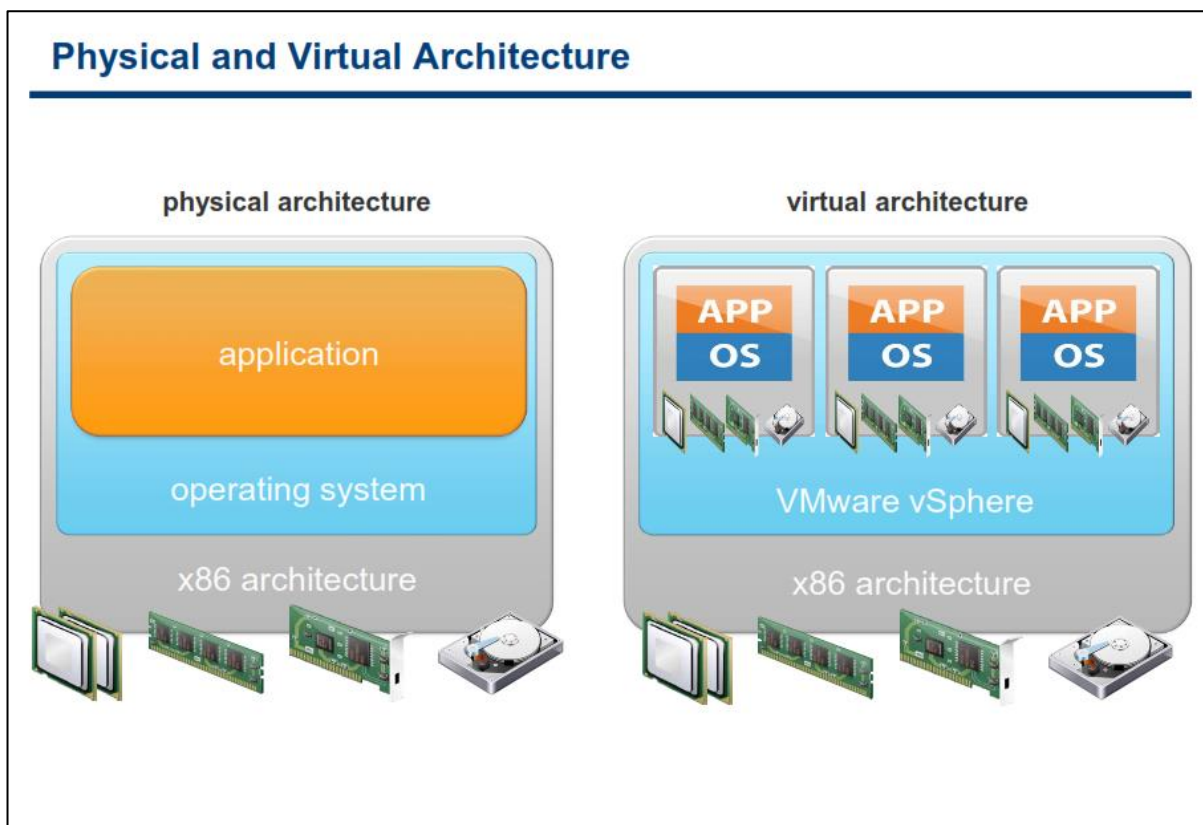 Physical and Virtual Architecture
physical architecture
application
operating system
x86 architecture
virtual architecture
APP
OS
APP
OS
APP
OS
VMware vSphere
x86 architecture